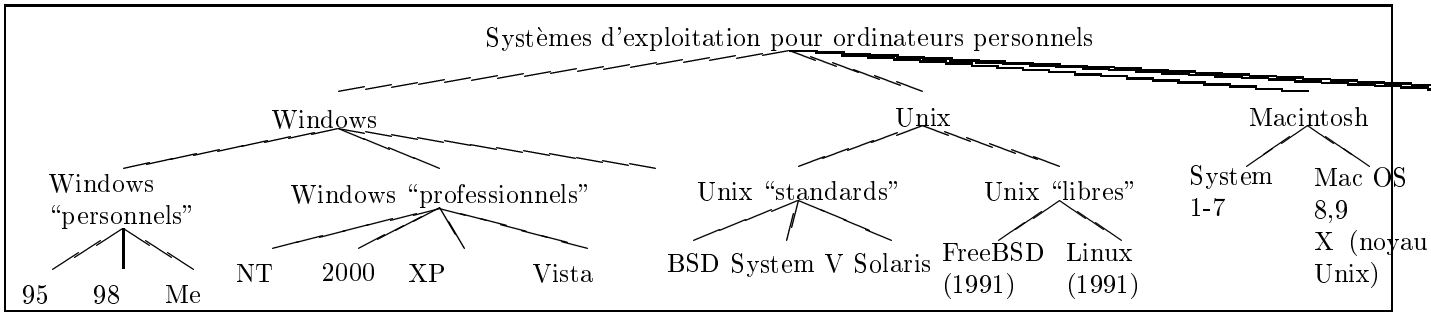 Systèmes d'exploitation pour ordinateurs personnels
Windows
Unix
Macintosh
Windows
“personnels”
Windows “professionnels”
Unix “standards”
Unix “libres”
System
1-7
Mac OS
8,9
X (noyau
Unix)
95 98 Me
NT 2000 XP Vista
BSD System V Solaris
FreeBSD
(1991)
Linux
(1991)